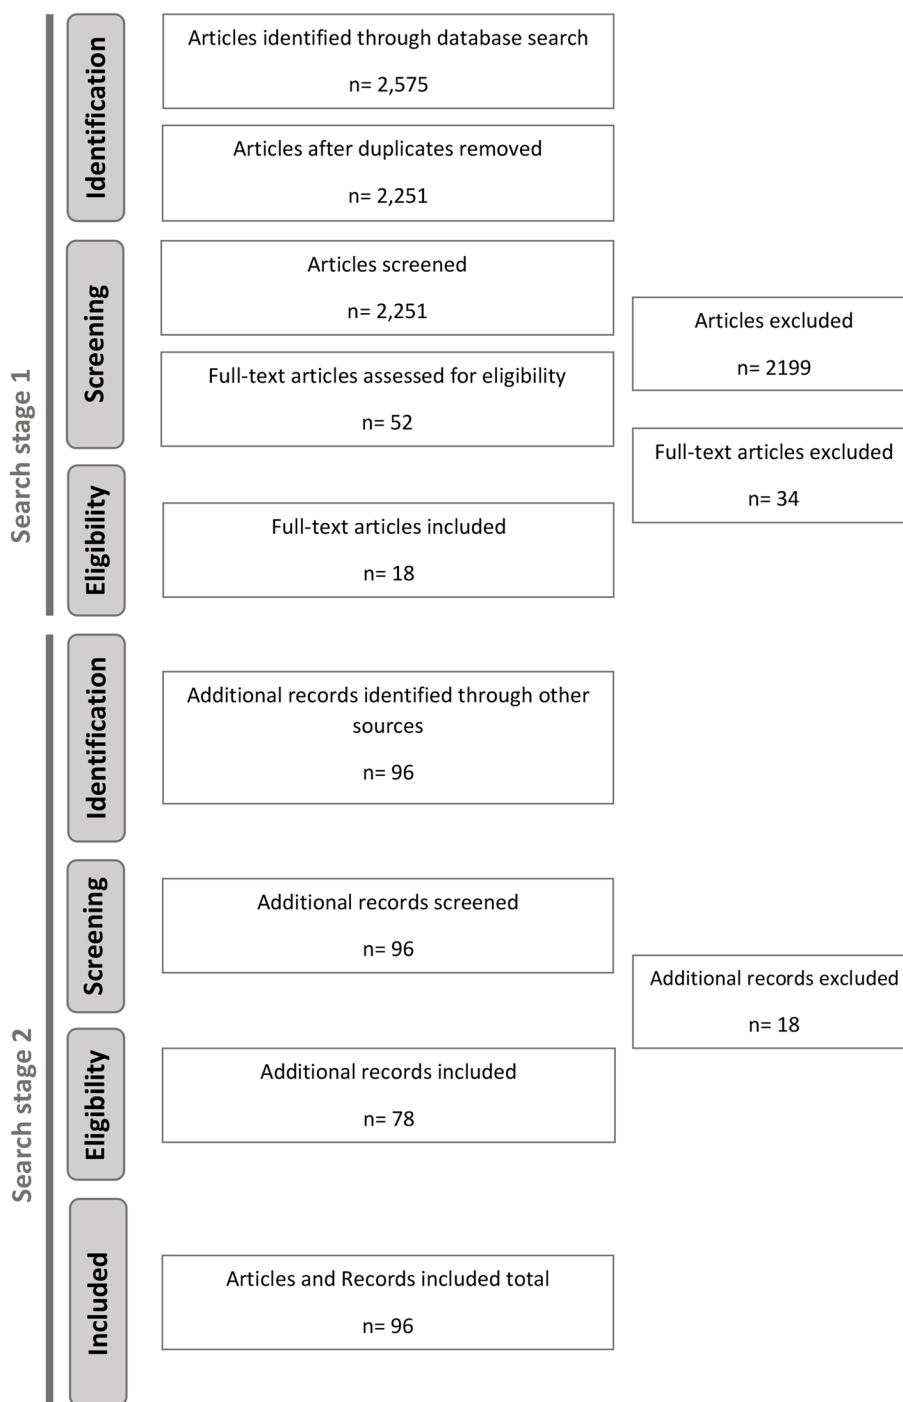 Search stage 1
Identification
Articles identified through database search
n= 2,575
Articles after duplicates removed
n= 2,251
Screening
Articles screened
n= 2,251
Articles excluded
n= 2199
Full-text articles assessed for eligibility
n= 52
Full-text articles excluded
n= 34
Eligibility
Full-text articles included
n= 18
Search stage 2
Identification
Additional records identified through other
sources
n= 96
Screening
Additional records screened
n= 96
Additional records excluded
n= 18
Eligibility
Additional records included
n= 78
Included
Articles and Records included total
n= 96